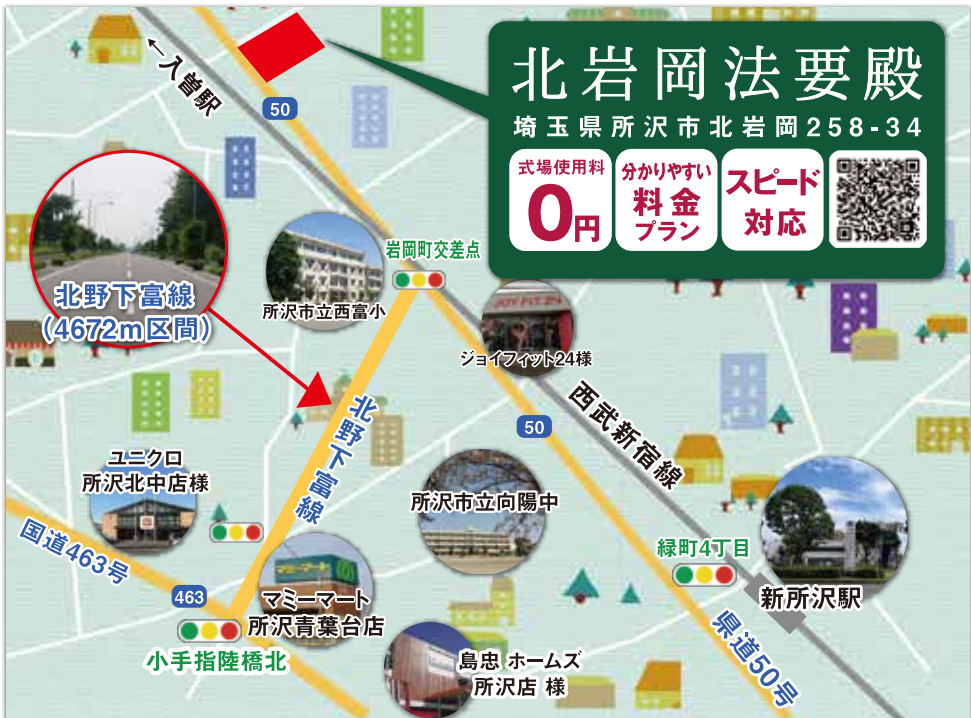 北岩岡法要殿
埼玉県所沢市北岩岡258-34
式場使用料
0円
分かりやすい
料金
プラン
スピード
対応
←入曽駅
50
北野下富線
(4672m区間)
所沢市立西富小
岩岡町交差点
JOYFIT24
ジョイフィット24様
北野下富線
50
西武新宿線
ユニクロ
所沢北中店様
所沢市立向陽中
国道463号
463
マミーマート
マミーマート
所沢青葉台店
緑町4丁目
新所沢駅
小手指陸橋北
島忠 ホームズ
所沢店 様
県道50号